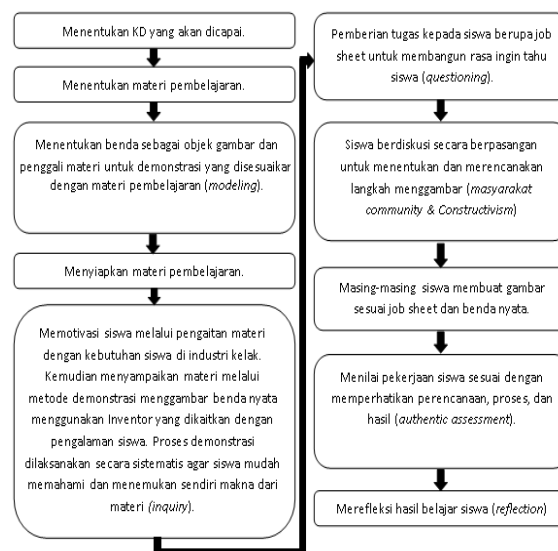 Menentukan KD yang akan dicapai.
Menentukan materi pembelajaran.
Menentukan benda sebagai objek gambar dan
penggali materi untuk demonstrasi yang disesuaikar
dengan materi pembelajaran (modeling).
Menyiapkan materi pembelajaran.
Memotivasi siswa melalui pengaitan materi
dengan kebutuhan siswa di industri kelak.
Kemudian menyampaikan materi melalui
metode demonstrasi menggambar benda nyata
menggunakan Inventor yang dikaitkan dengan
pengalaman siswa. Proses demonstrasi
dilaksanakan secara sistematis agar siswa mudah
memahami dan menemukan sendiri makna dari
materi (inquiry).
Pemberian tugas kepada siswa berupa job
sheet untuk membangun rasa ingin tahu
siswa (questioning).
Siswa berdiskusi secara berpasangan
untuk menentukan dan merencanakan
langkah menggambar (masyarakat
community & Constructivism)
Masing-masing siswa membuat gambar
sesuai job sheet dan benda nyata.
Menilai pekerjaan siswa sesuai dengan
memperhatikan perencanaan, proses, dan
hasil (authentic assessment).
Merefleksi hasil belajar siswa (reflection)